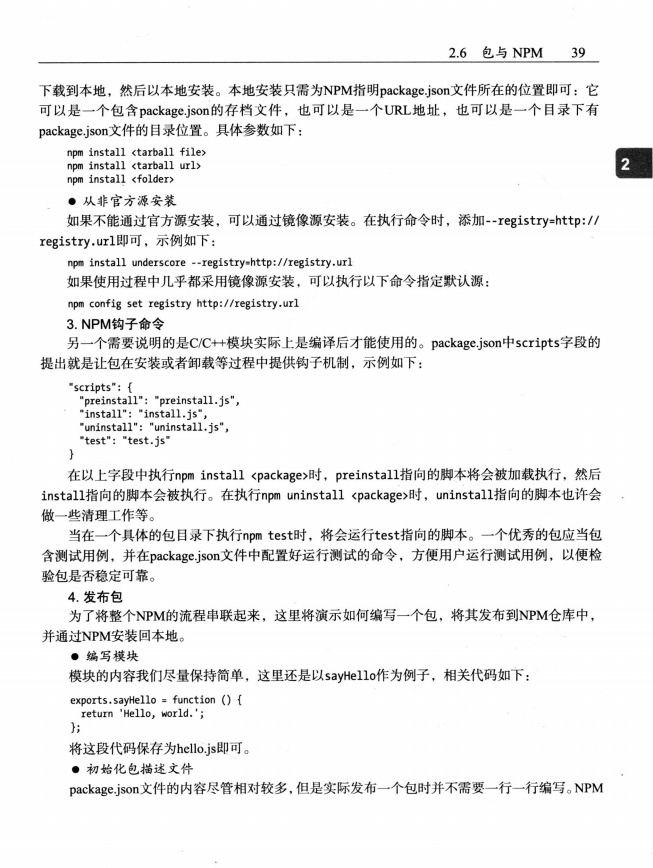 2.6 包与 NPM 39
下载到本地，然后以本地安装。本地安装只需为NPM指明package.json文件所在的位置即可：它
可以是一个包含package.json的存档文件，也可以是一个URL地址，也可以是一个目录下有
package.json文件的目录位置。具体参数如下：
npm install <tarball file>
npm install <tarball url>
npm install <folder>
2
● 从非官方源安装
如果不能通过官方源安装，可以通过镜像源安装。在执行命令时，添加--registry=http://
registry.url即可，示例如下：
npm install underscore --registry=http://registry.url
如果使用过程中几乎都采用镜像源安装，可以执行以下命令指定默认源：
npm config set registry http://registry.url
3. NPM钩子命令
另一个需要说明的是C/C++模块实际上是编译后才能使用的。package.json中scripts字段的
提出就是让包在安装或者卸载等过程中提供钩子机制，示例如下：
"scripts": {
"preinstall": "preinstall.js",
"install": "install.js",
"uninstall": "uninstall.js",
"test": "test.js"
}
在以上字段中执行npm install <package>时，preinstall指向的脚本将会被加载执行，然后
install指向的脚本会被执行。在执行npm uninstall <package>时，uninstall指向的脚本也许会
做一些清理工作等。
当在一个具体的包目录下执行npm test时，将会运行test指向的脚本。一个优秀的包应当包
含测试用例，并在package.json文件中配置好运行测试的命令，方便用户运行测试用例，以便检
验包是否稳定可靠。
4. 发布包
为了将整个NPM的流程串联起来，这里将演示如何编写一个包，将其发布到NPM仓库中，
并通过NPM安装回本地。
● 编写模块
模块的内容我们尽量保持简单，这里还是以sayHello作为例子，相关代码如下：
exports.sayHello = function () {
return 'Hello, world.';
};
将这段代码保存为hello.js即可。
● 初始化包描述文件
package.json文件的内容尽管相对较多，但是实际发布一个包时并不需要一行一行编写。NPM